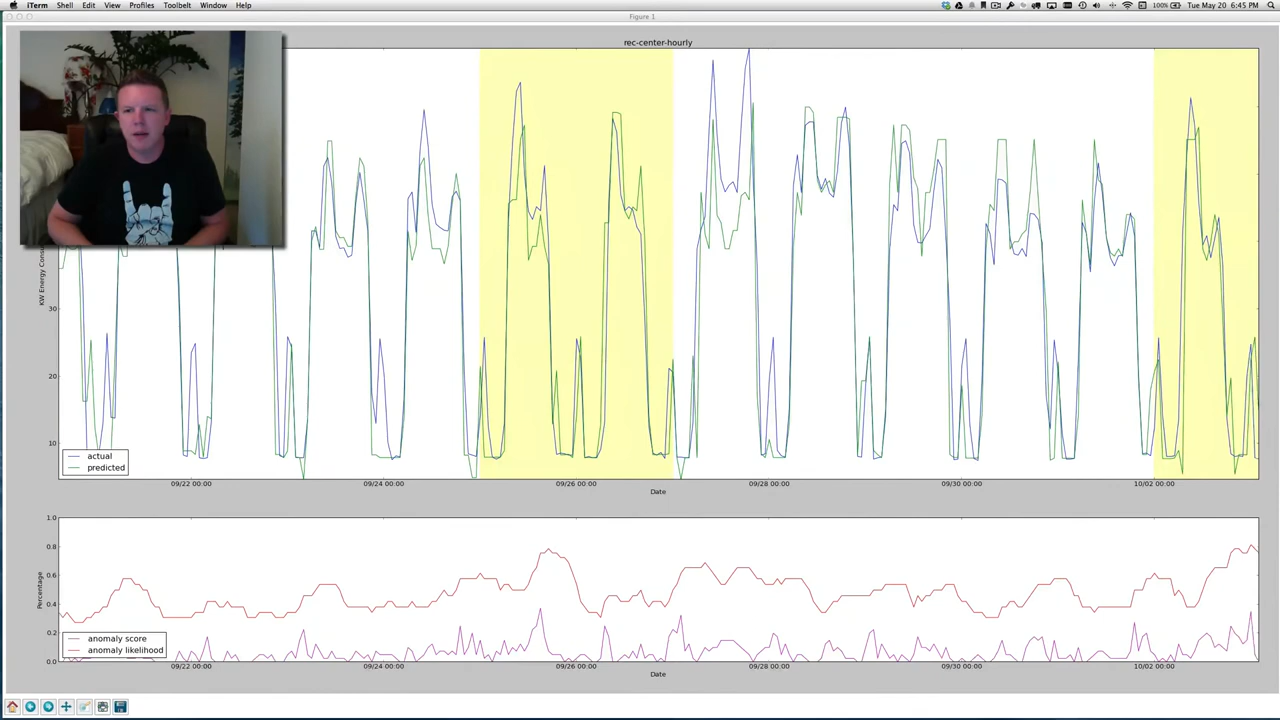 iTerm Shell Edit View Profiles Toolbelt Window Help 100% Tue May 20 6:45 PM
Figure 1
rec-center-hourly
KW Energy Consu
30
20
10
actual
predicted
09/22 00:00 09/24 00:00 09/26 00:00 09/28 00:00 09/30 00:00 10/02 00:00
Date
1.0
0.8
0.6
0.4
0.2
0.0
Percentage
anomaly score
anomaly likelihood
09/22 00:00 09/24 00:00 09/26 00:00 09/28 00:00 09/30 00:00 10/02 00:00
Date